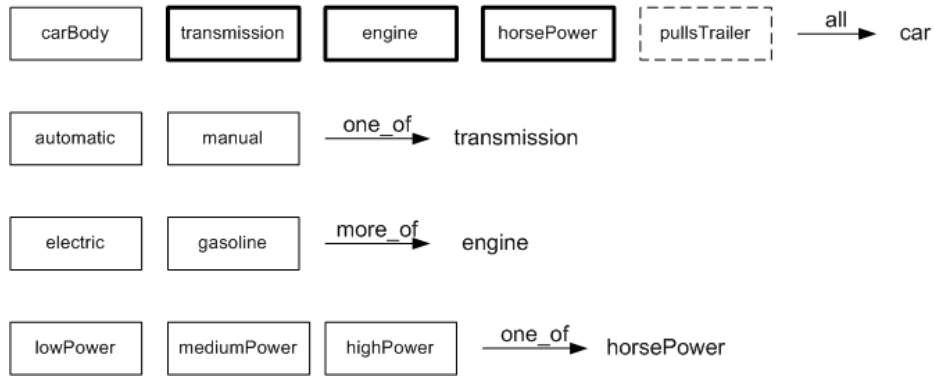 carBody transmission engine horsePower pullsTrailer all car
automatic manual one_of transmission
electric gasoline more_of engine
lowPower mediumPower highPower one_of horsePower